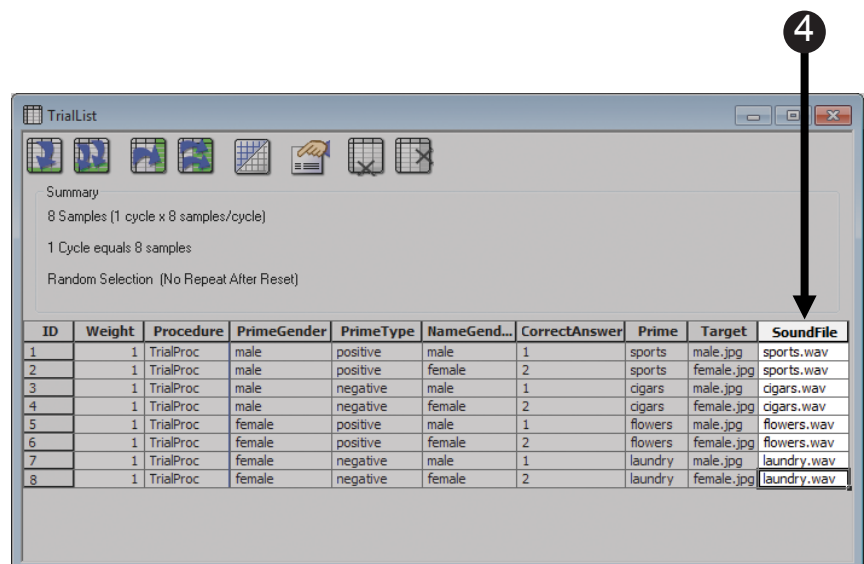 4
TrialList
Summary
8 Samples (1 cycle x 8 samples/cycle)
1 Cycle equals 8 samples
Random Selection (No Repeat After Reset)
ID Weight Procedure PrimeGender PrimeType NameGend... CorrectAnswer Prime Target SoundFile
1 1 TrialProc male positive male 1 sports male.jpg sports.wav
2 1 TrialProc male positive female 2 sports female.jpg sports.wav
3 1 TrialProc male negative male 1 cigars male.jpg cigars.wav
4 1 TrialProc male negative female 2 cigars female.jpg cigars.wav
5 1 TrialProc female positive male 1 flowers male.jpg flowers.wav
6 1 TrialProc female positive female 2 flowers female.jpg flowers.wav
7 1 TrialProc female negative male 1 laundry male.jpg laundry.wav
8 1 TrialProc female negative female 2 laundry female.jpg laundry.wav